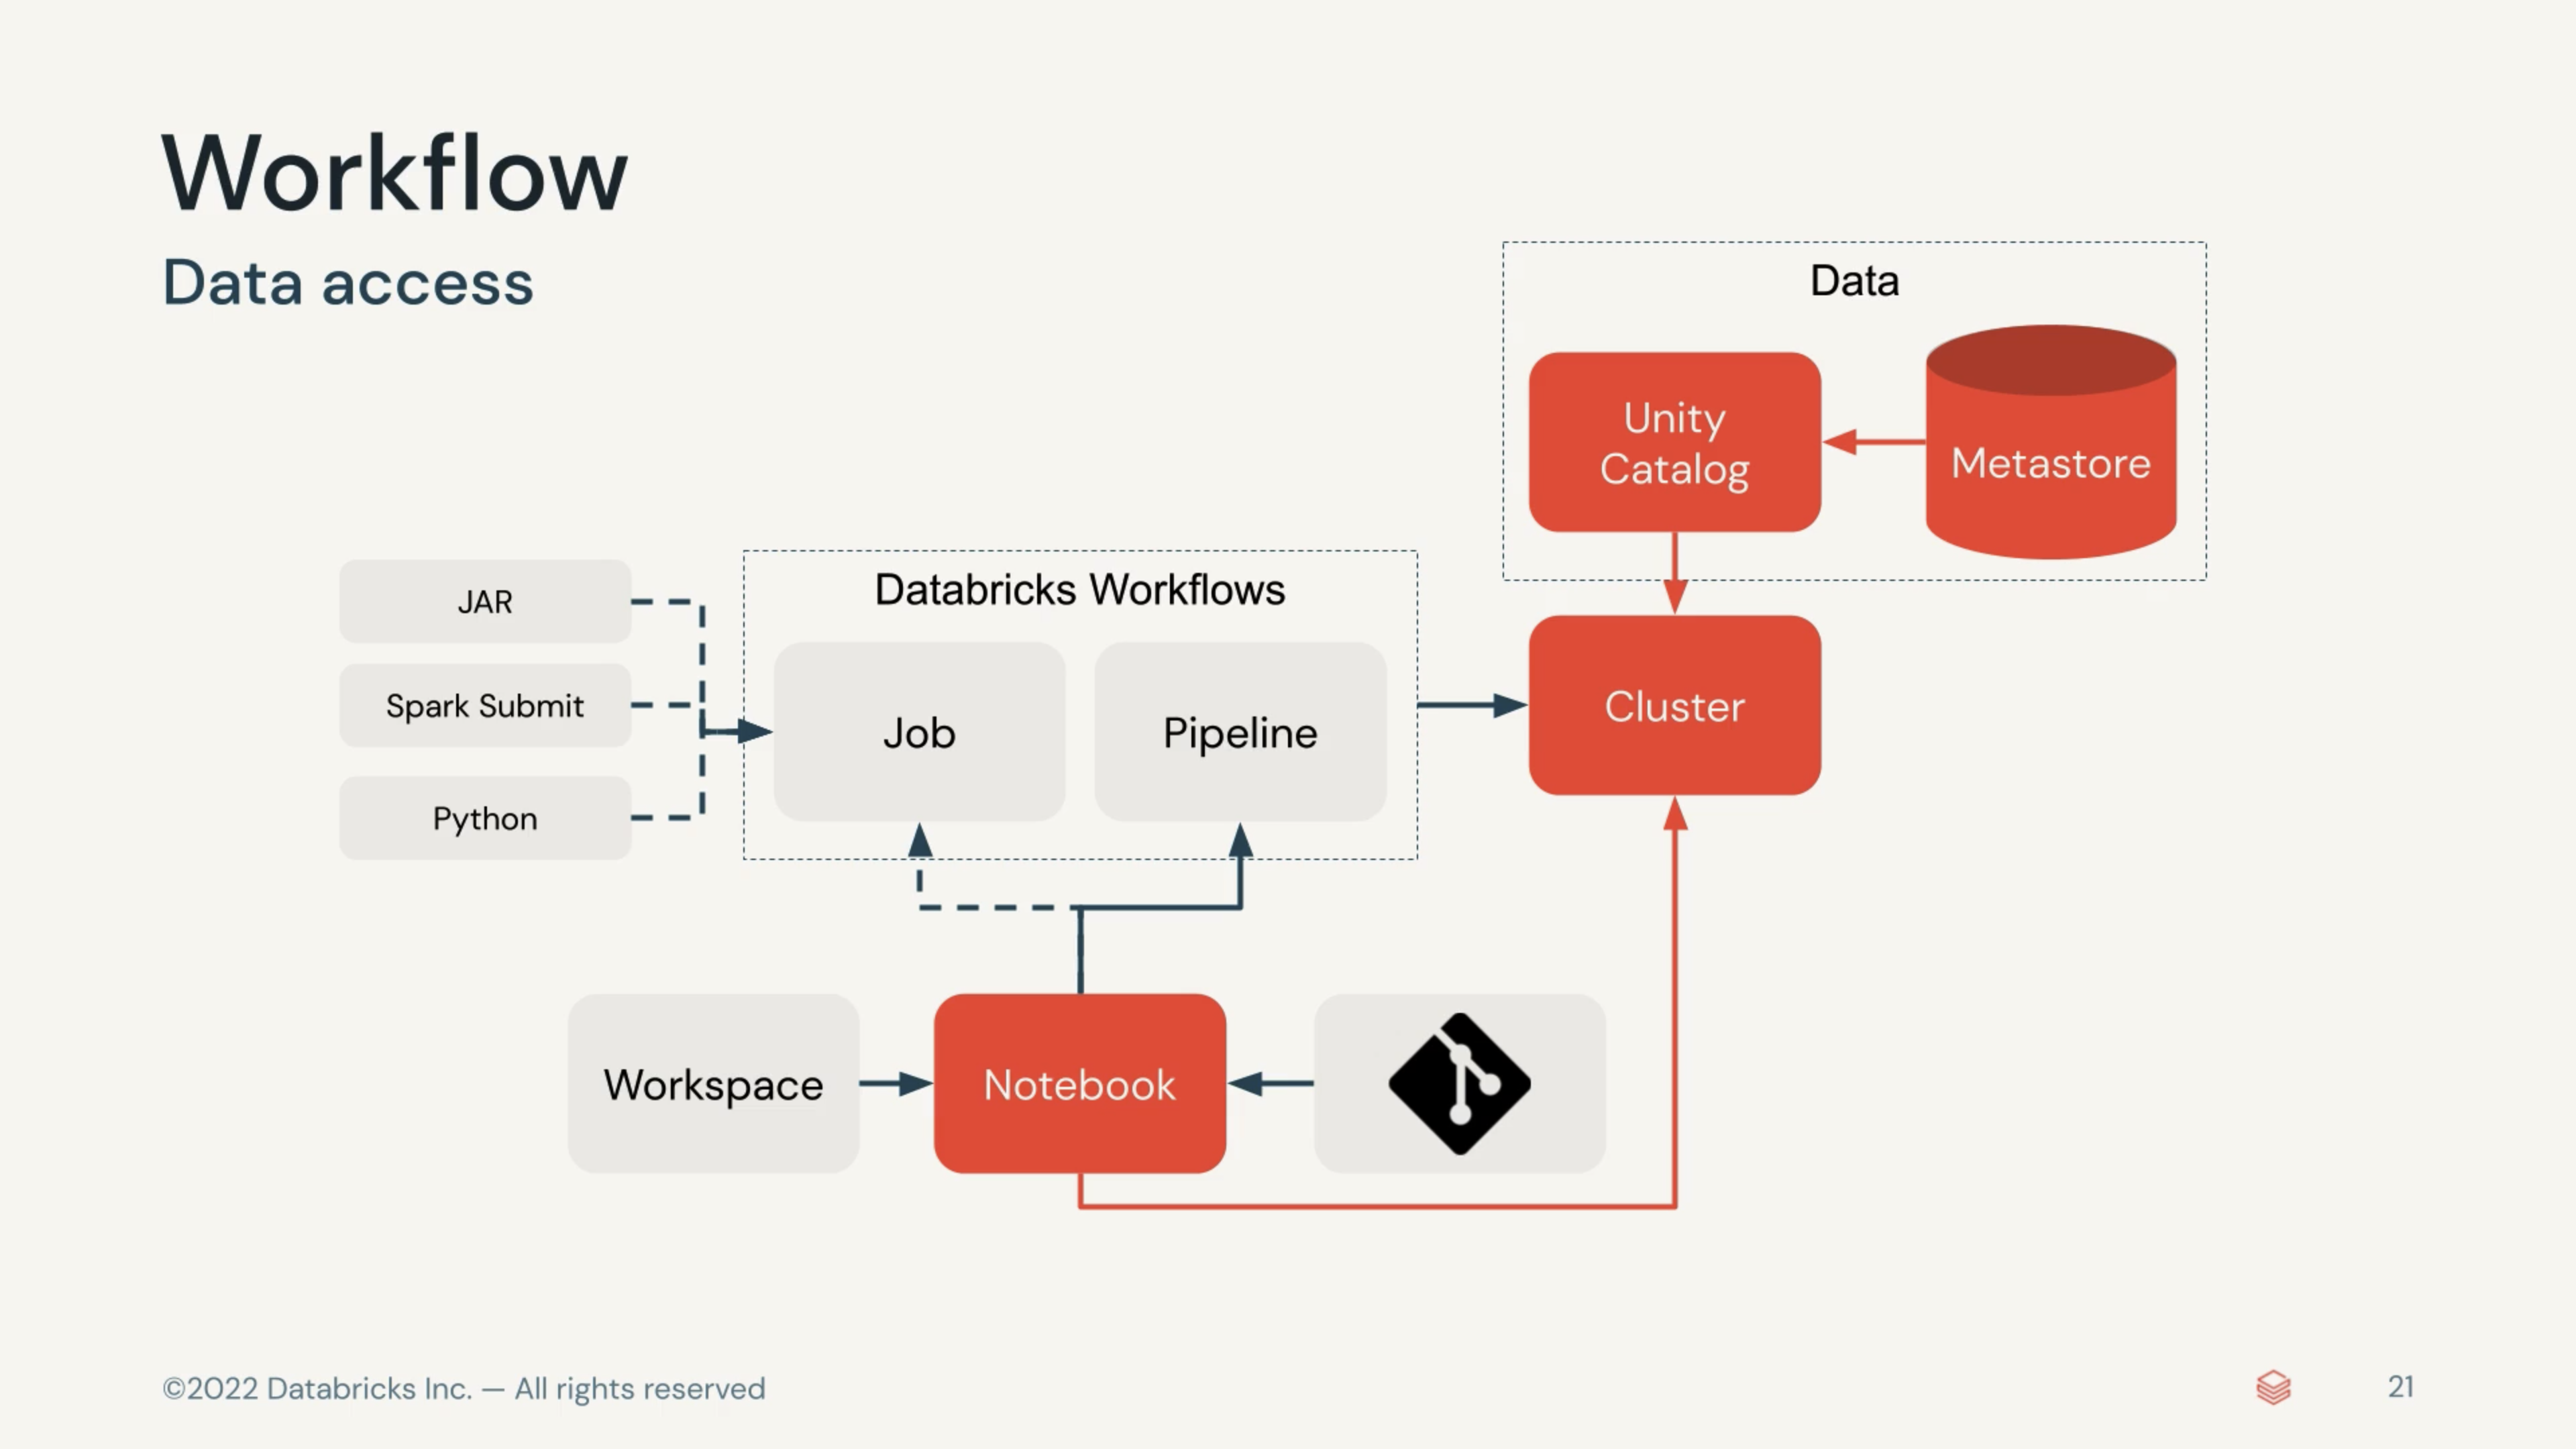 Workflow
Data access
Data
Unity
Catalog
Metastore
JAR
Spark Submit
Python
Databricks Workflows
Job
Pipeline
Cluster
Workspace
Notebook
©2022 Databricks Inc. — All rights reserved
21